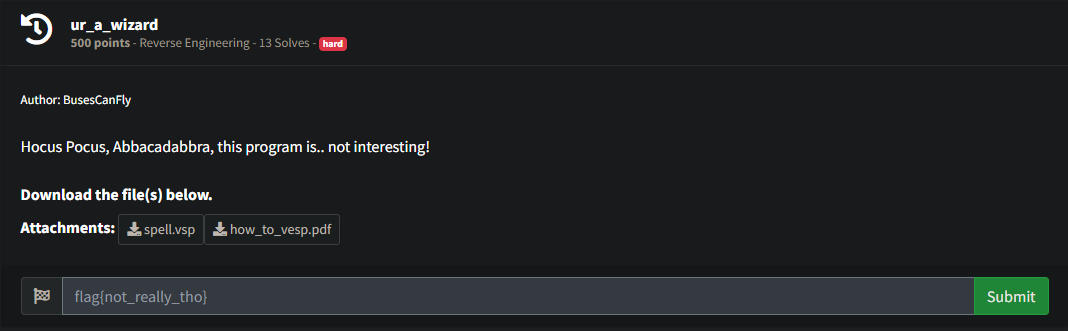 ur_a_wizard
500 points - Reverse Engineering - 13 Solves - hard
Author: BusesCanFly
Hocus Pocus, Abbacadabbra, this program is.. not interesting!
Download the file(s) below.
Attachments: spell.vsp how_to_vesp.pdf
flag{not_really_tho} Submit